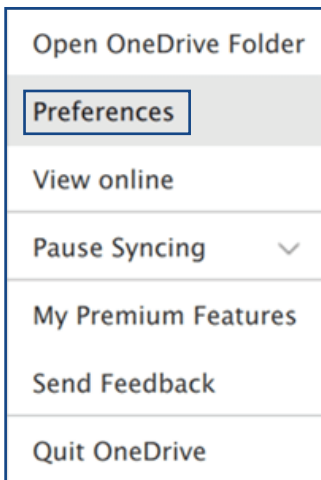 Open OneDrive Folder
Preferences
View online
Pause Syncing
My Premium Features
Send Feedback
Quit OneDrive